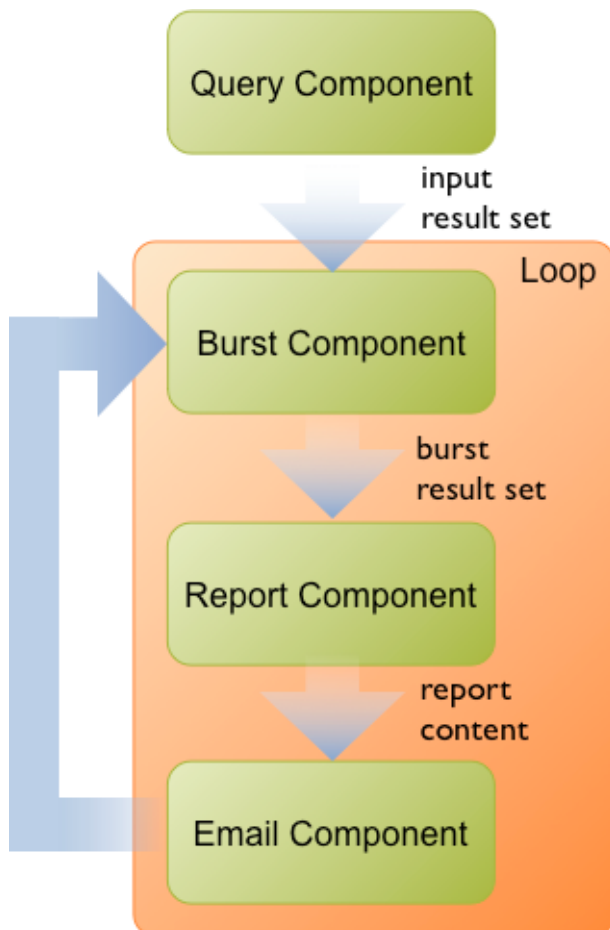 Query Component
input
result set
Loop
Burst Component
burst
result set
Report Component
report
content
Email Component